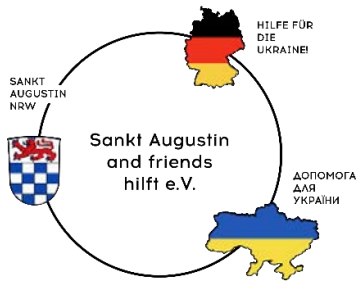 HILFE FÜR
DIE
UKRAINE!
SANKT
AUGUSTIN
NRW
Sankt Augustin
and friends
hilft e.V.
ДОПОМОГА
ДЛЯ
УКРАЇНИ